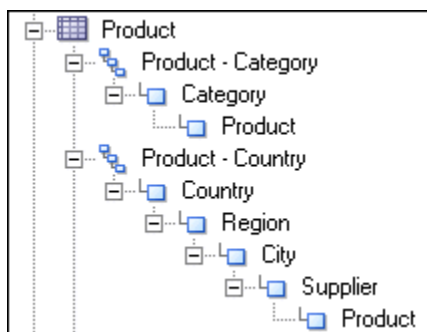 Product
Product - Category
Category
Product
Product - Country
Country
Region
City
Supplier
Product